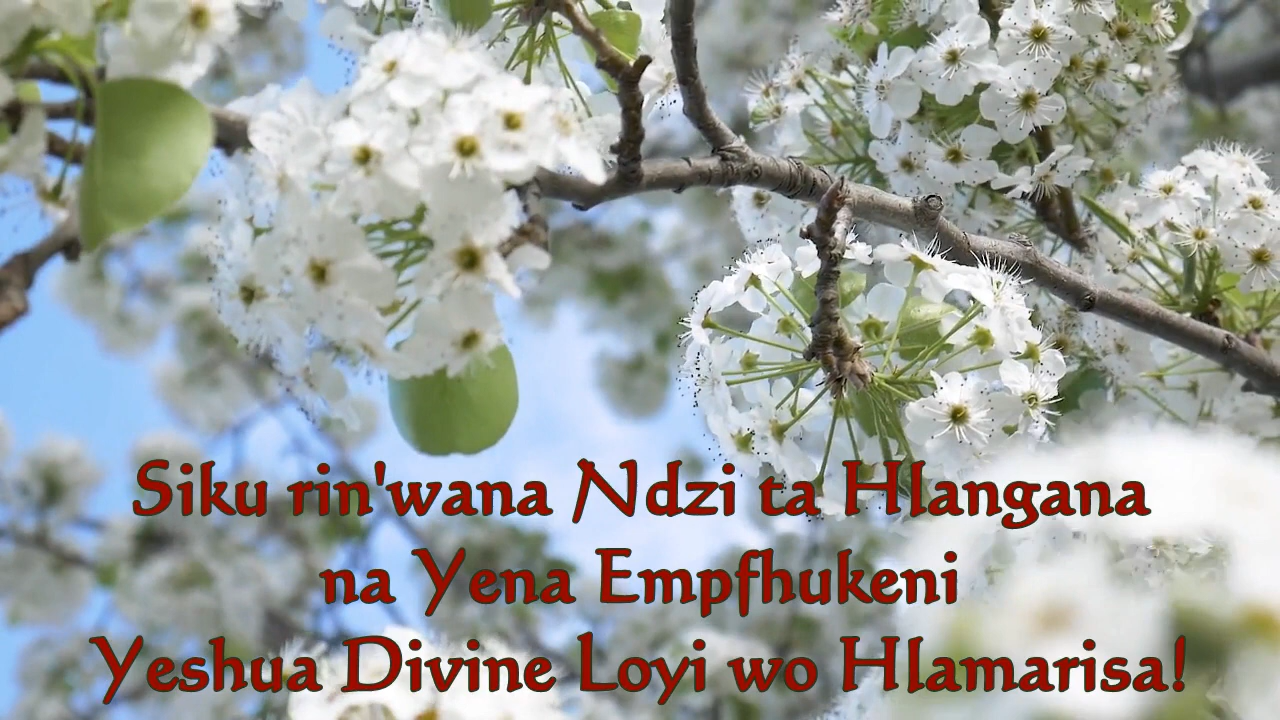 Siku rin'wana Ndzi ta Hlangana
na Yena Empfhukeni
Yeshua Divine Loyi wo Hlamarisa!